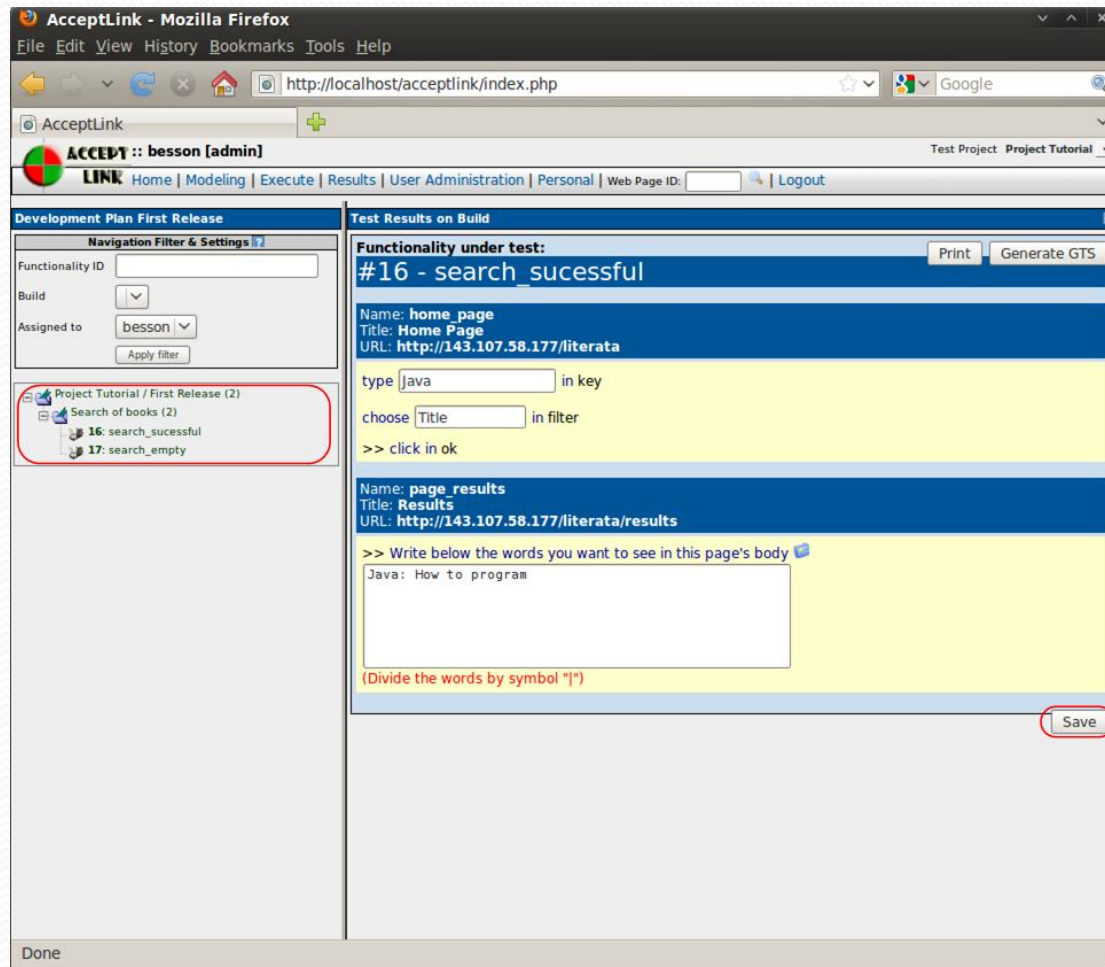 AcceptLink - Mozilla Firefox
File Edit View History Bookmarks Tools Help
http://localhost/acceptlink/index.php
Google
AcceptLink
ACCEPT LINK :: besson [admin]
Test Project Project Tutorial
Home | Modeling | Execute | Results | User Administration | Personal | Web Page ID: | Logout
Development Plan First Release
Navigation Filter & Settings ?
Functionality ID
Build
Assigned to besson
Apply filter
Project Tutorial / First Release (2)
Search of books (2)
16: search_sucessful
17: search_empty
Test Results on Build
Functionality under test:
Print Generate GTS
#16 - search_sucessful
Name: home_page
Title: Home Page
URL: http://143.107.58.177/literata
type Java in key
choose Title in filter
>> click in ok
Name: page_results
Title: Results
URL: http://143.107.58.177/literata/results
>> Write below the words you want to see in this page's body
Java: How to program
(Divide the words by symbol "|")
Save
Done